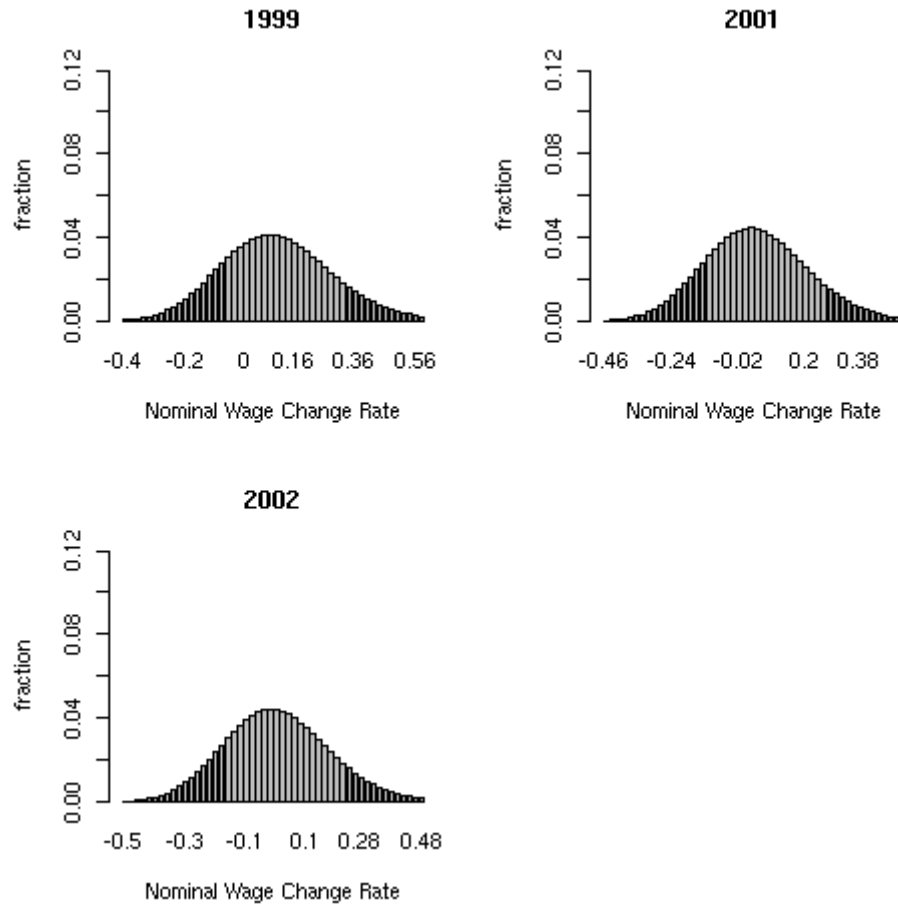 1999
0.12
0.08
0.04
0.00
fraction
-0.4 -0.2 0 0.16 0.36 0.56
Nominal Wage Change Rate
2001
0.12
0.08
0.04
0.00
fraction
-0.46 -0.24 -0.02 0.2 0.38
Nominal Wage Change Rate
2002
0.12
0.08
0.04
0.00
fraction
-0.5 -0.3 -0.1 0.1 0.28 0.48
Nominal Wage Change Rate